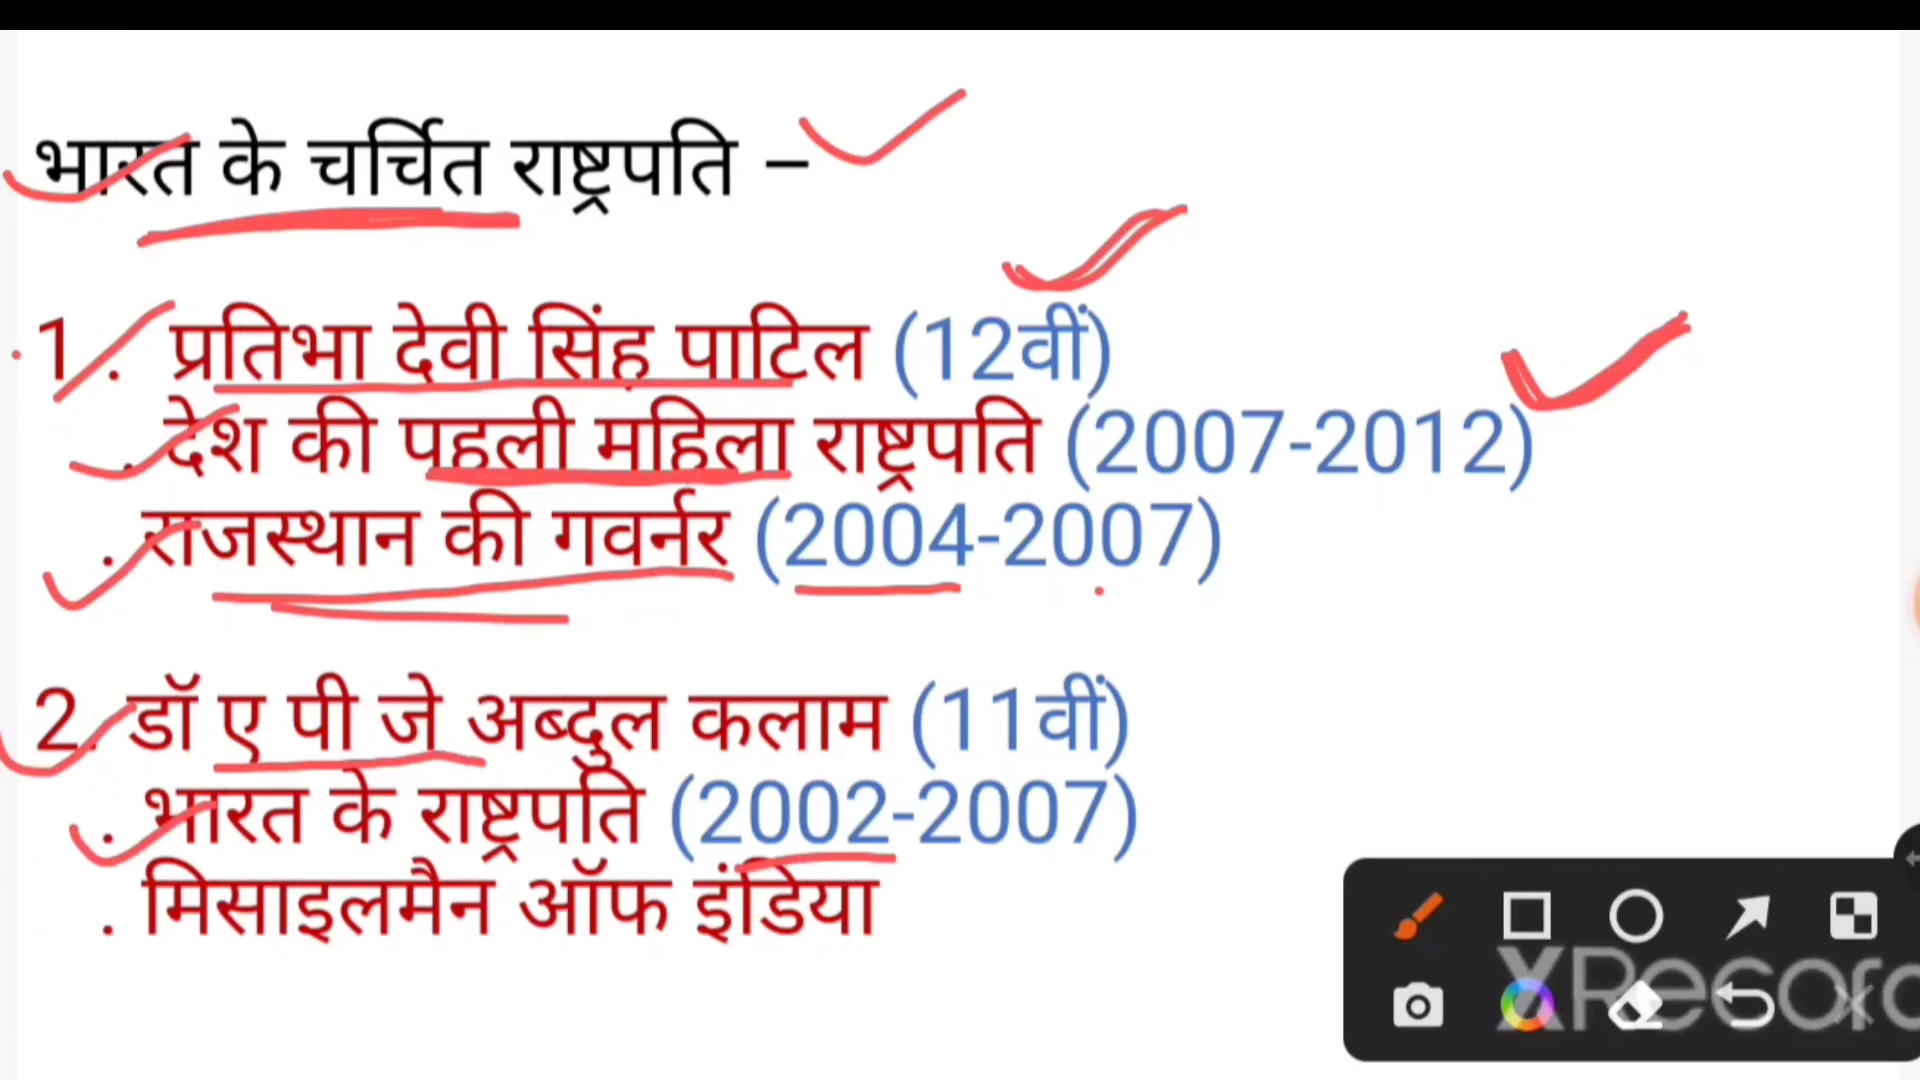 भारत के चर्चित राष्ट्रपति –
1. प्रतिभा देवी सिंह पाटिल (12वीं)
. देश की पहली महिला राष्ट्रपति (2007-2012)
. राजस्थान की गवर्नर (2004-2007)
2. डॉ ए पी जे अब्दुल कलाम (11वीं)
. भारत के राष्ट्रपति (2002-2007)
. मिसाइलमैन ऑफ इंडिया
XRecor